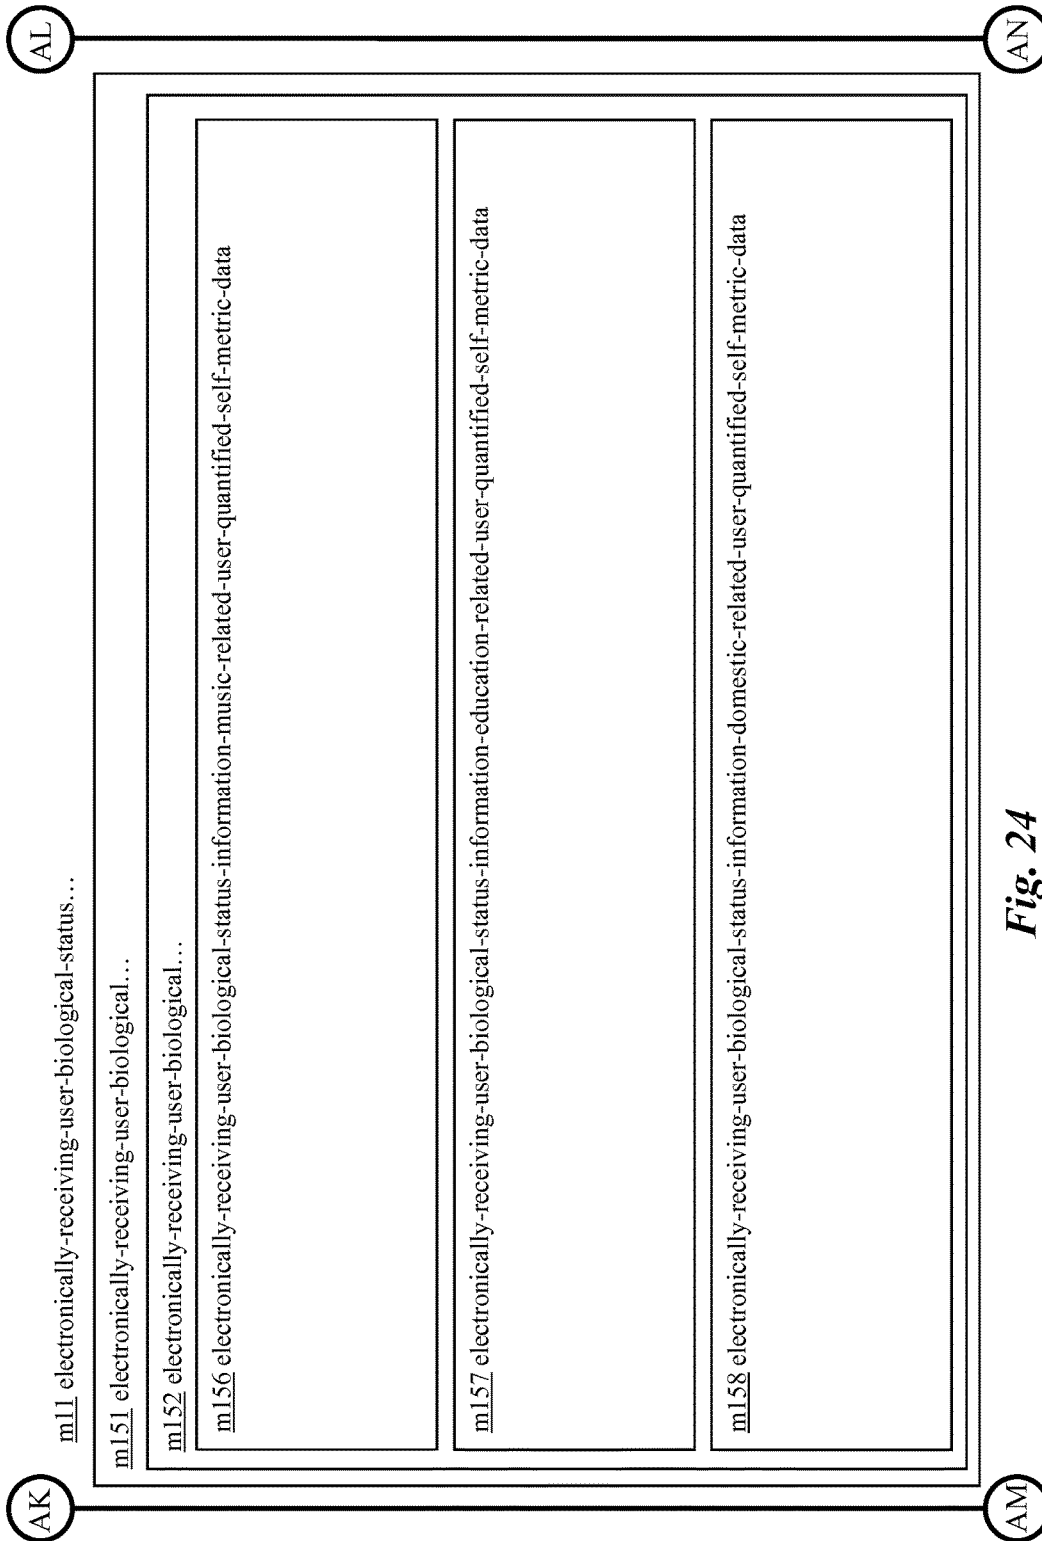 AK
AL
m11 electronically-receiving-user-biological-status…
m151 electronically-receiving-user-biological…
m152 electronically-receiving-user-biological…
m156 electronically-receiving-user-biological-status-information-music-related-user-quantified-self-metric-data
m157 electronically-receiving-user-biological-status-information-education-related-user-quantified-self-metric-data
m158 electronically-receiving-user-biological-status-information-domestic-related-user-quantified-self-metric-data
AM
AN
Fig. 24